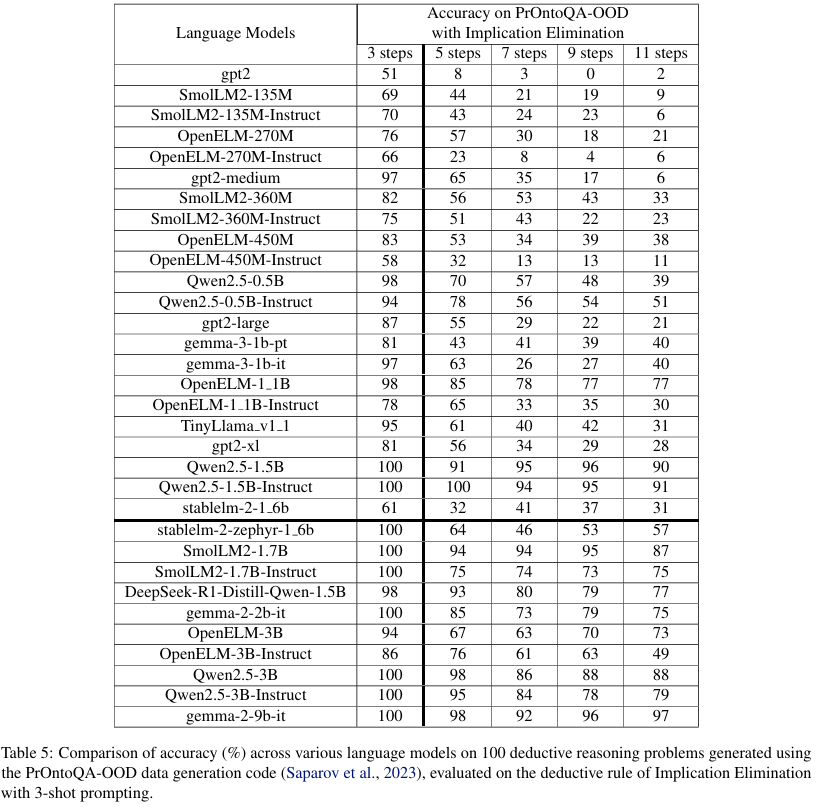 Language Models
Accuracy on PrOntoQA-OOD
with Implication Elimination
3 steps 5 steps 7 steps 9 steps 11 steps
gpt2 51 8 3 0 2
SmolLM2-135M 69 44 21 19 9
SmolLM2-135M-Instruct 70 43 24 23 6
OpenELM-270M 76 57 30 18 21
OpenELM-270M-Instruct 66 23 8 4 6
gpt2-medium 97 65 35 17 6
SmolLM2-360M 82 56 53 43 33
SmolLM2-360M-Instruct 75 51 43 22 23
OpenELM-450M 83 53 34 39 38
OpenELM-450M-Instruct 58 32 13 13 11
Qwen2.5-0.5B 98 70 57 48 39
Qwen2.5-0.5B-Instruct 94 78 56 54 51
gpt2-large 87 55 29 22 21
gemma-3-1b-pt 81 43 41 39 40
gemma-3-1b-it 97 63 26 27 40
OpenELM-1_1B 98 85 78 77 77
OpenELM-1_1B-Instruct 78 65 33 35 30
TinyLlama_v1_1 95 61 40 42 31
gpt2-xl 81 56 34 29 28
Qwen2.5-1.5B 100 91 95 96 90
Qwen2.5-1.5B-Instruct 100 100 94 95 91
stablelm-2-1_6b 61 32 41 37 31
stablelm-2-zephyr-1_6b 100 64 46 53 57
SmolLM2-1.7B 100 94 94 95 87
SmolLM2-1.7B-Instruct 100 75 74 73 75
DeepSeek-R1-Distill-Qwen-1.5B 98 93 80 79 77
gemma-2-2b-it 100 85 73 79 75
OpenELM-3B 94 67 63 70 73
OpenELM-3B-Instruct 86 76 61 63 49
Qwen2.5-3B 100 98 86 88 88
Qwen2.5-3B-Instruct 100 95 84 78 79
gemma-2-9b-it 100 98 92 96 97
Table 5: Comparison of accuracy (%) across various language models on 100 deductive reasoning problems generated using
the PrOntoQA-OOD data generation code (Saparov et al., 2023), evaluated on the deductive rule of Implication Elimination
with 3-shot prompting.